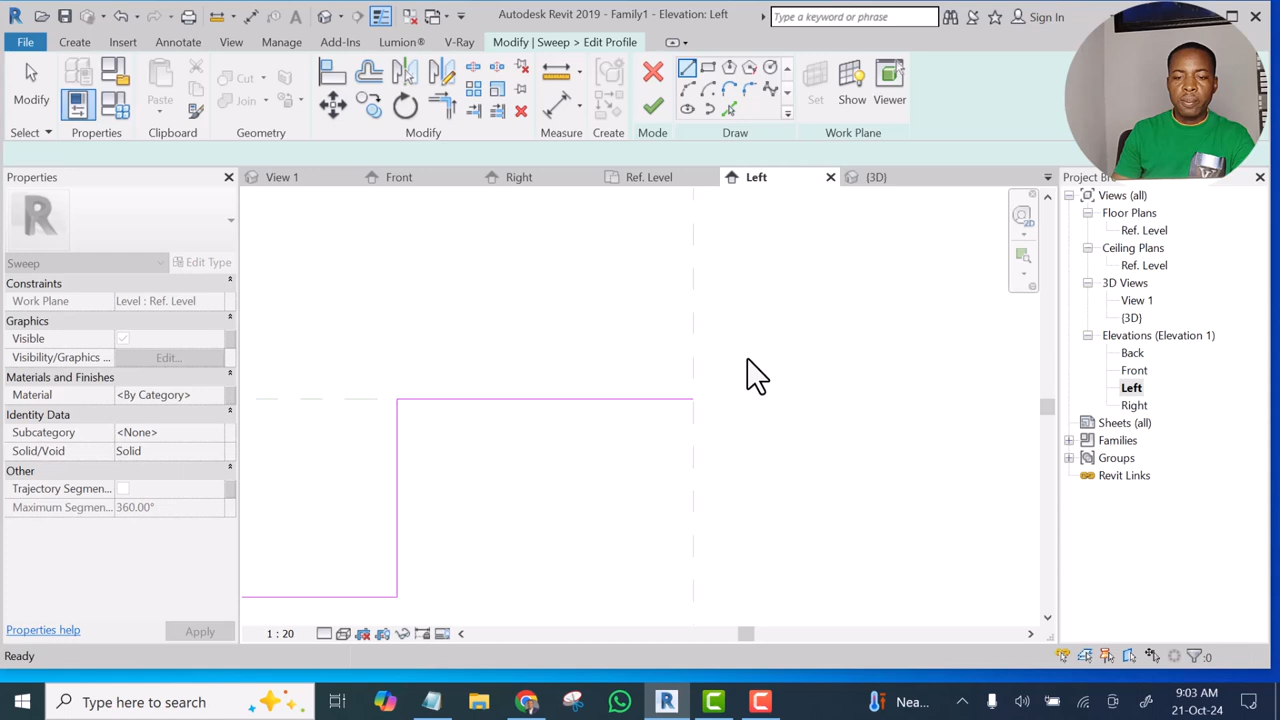 Autodesk Revit 2019 - Family1 - Elevation: Left
Type a keyword or phrase
Sign In
File Create Insert Annotate View Manage Add-Ins Lumion® V-Ray Modify | Sweep > Edit Profile
Modify
Paste
Cut
Join
Set Show Viewer
Select Properties Clipboard Geometry Modify Measure Create Mode Draw Work Plane
Properties
View 1 Front Right Ref. Level Left {3D}
Project Br
Sweep
Edit Type
Constraints
Work Plane Level : Ref. Level
Graphics
Visible
Visibility/Graphics ... Edit...
Materials and Finishes
Material <By Category>
Identity Data
Subcategory <None>
Solid/Void Solid
Other
Trajectory Segmen...
Maximum Segmen... 360.00°
Properties help
Apply
Views (all)
Floor Plans
Ref. Level
Ceiling Plans
Ref. Level
3D Views
View 1
{3D}
Elevations (Elevation 1)
Back
Front
Left
Right
Sheets (all)
Families
Groups
Revit Links
2D
1 : 20
Ready
:0
Type here to search
Nea...
9:03 AM
21-Oct-24